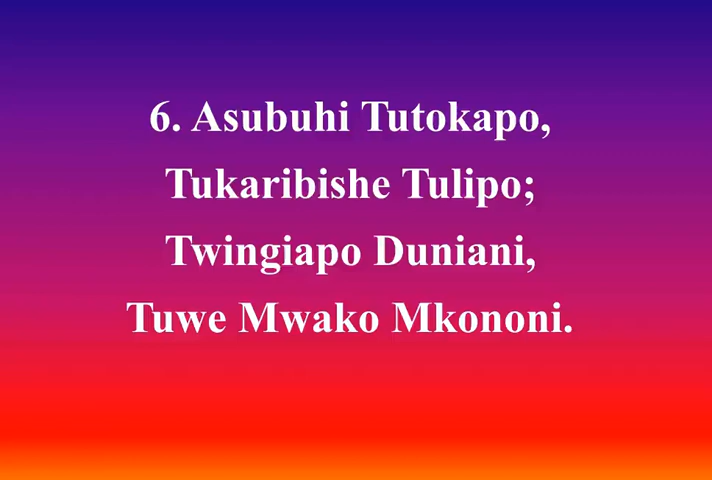 6. Asubuhi Tutokapo,
Tukaribishe Tulipo;
Twingiapo Duniani,
Tuwe Mwako Mkononi.